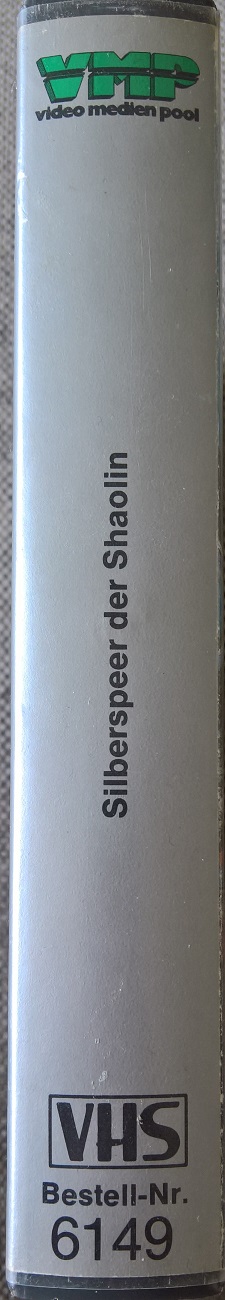 VMP
video medien pool
Silberspeer der Shaolin
VHS
Bestell-Nr.
6149